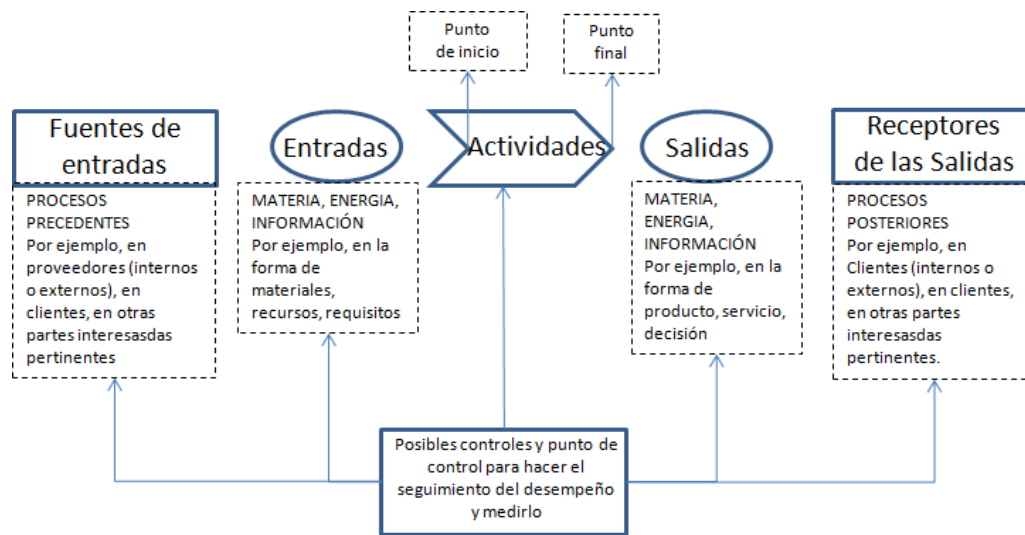 Punto
de inicio
Punto
final
Fuentes de
entradas
Entradas
Actividades
Salidas
Receptores
de las Salidas
PROCESOS
PRECEDENTES
Por ejemplo, en
proveedores (internos
o externos), en
clientes, en otras
partes interesasdas
pertinentes
MATERIA, ENERGIA,
INFORMACIÓN
Por ejemplo, en la
forma de
materiales,
recursos, requisitos
MATERIA,
ENERGIA,
INFORMACIÓN
Por ejemplo, en la
forma de
producto, servicio,
decisión
PROCESOS
POSTERIORES
Por ejemplo, en
Clientes (internos o
externos), en clientes,
en otras partes
interesasdas
pertinentes.
Posibles controles y punto de
control para hacer el
seguimiento del desempeño
y medirlo